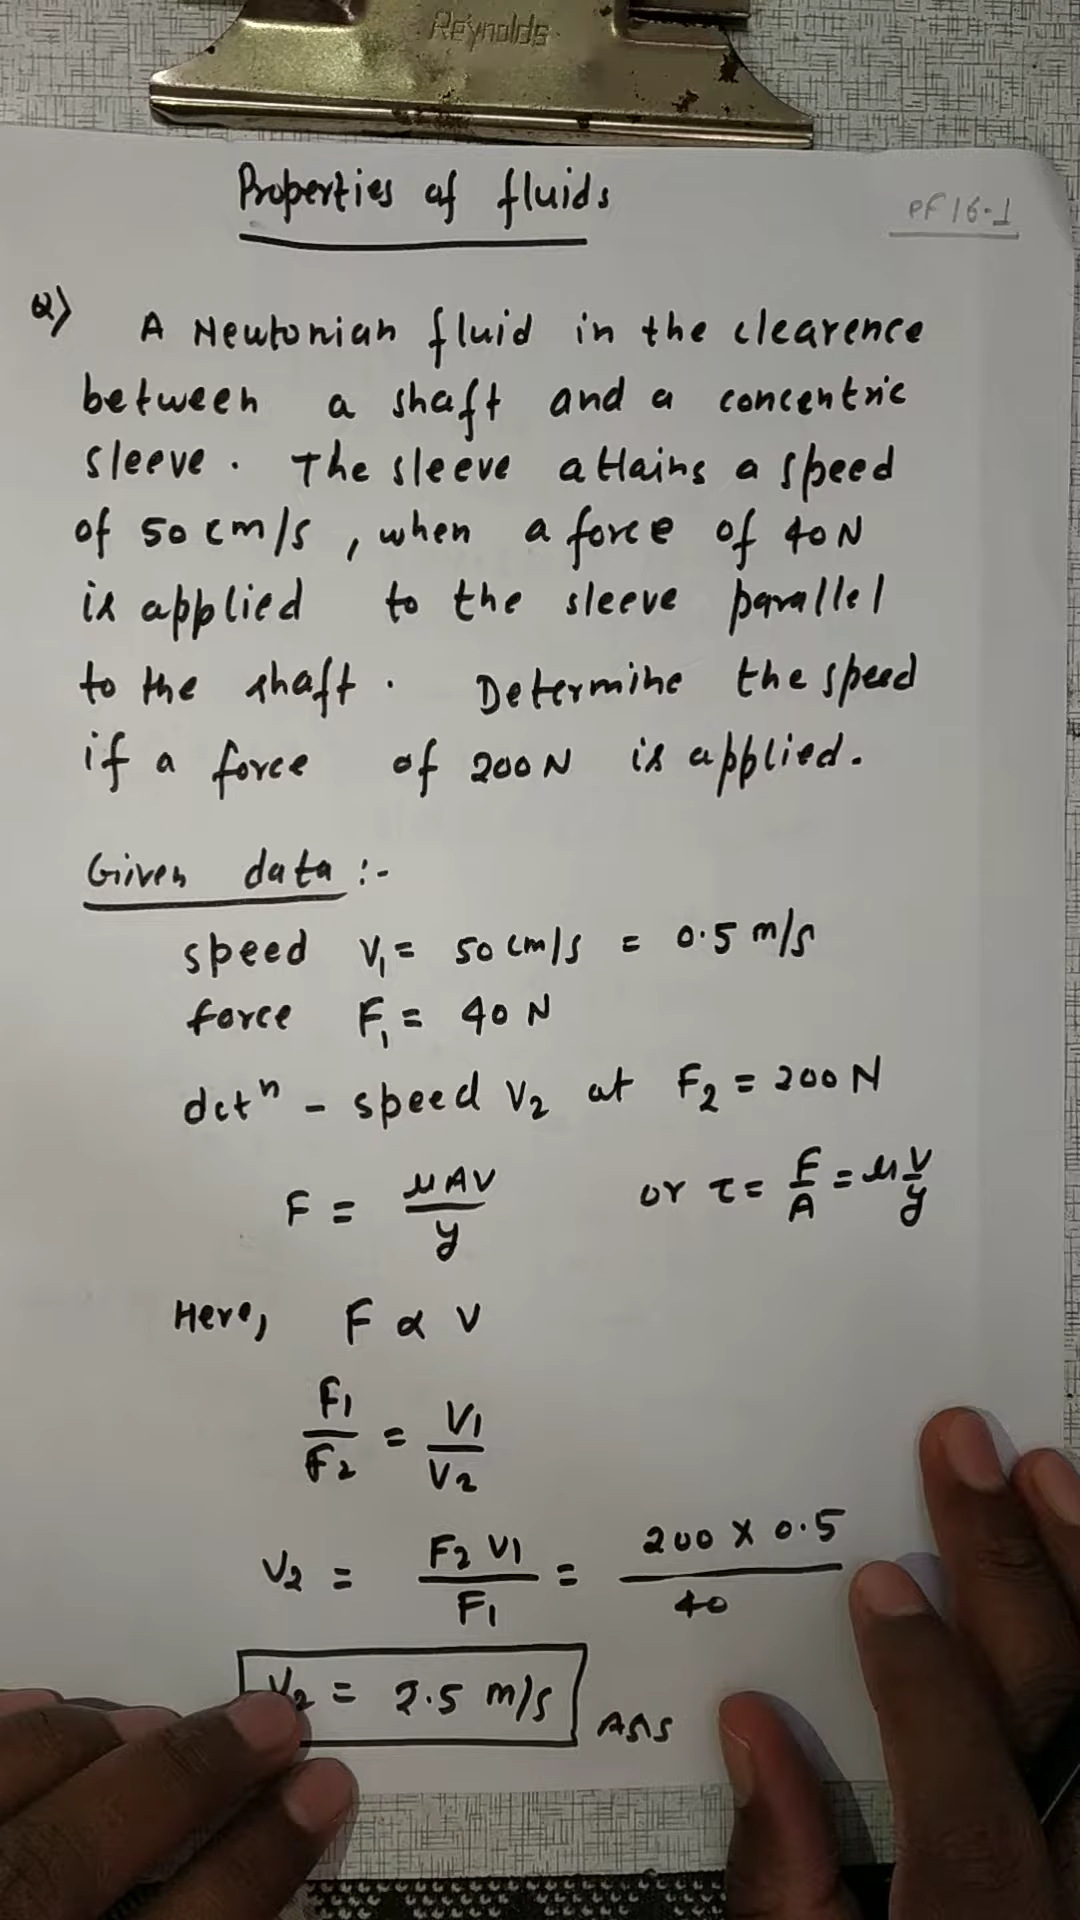 Reynolds
Properties of fluids
PF16-1
Q) A Newtonian fluid in the clearence
between a shaft and a concentric
sleeve. The sleeve attains a speed
of 50 cm/s, when a force of 40N
is applied to the sleeve parallel
to the shaft. Determine the speed
if a force of 200N is applied.
Given data :-
speed V₁ = 50 cm/s = 0.5 m/s
force F₁ = 40 N
detⁿ - speed V₂ at F₂ = 200 N
F = μAV/y or τ = F/A = μ V/y
Here, F α V
F₁/F₂ = V₁/V₂
V₂ = F₂ V₁/F₁ = 200 X 0.5/40
V₂ = 2.5 m/s Ans